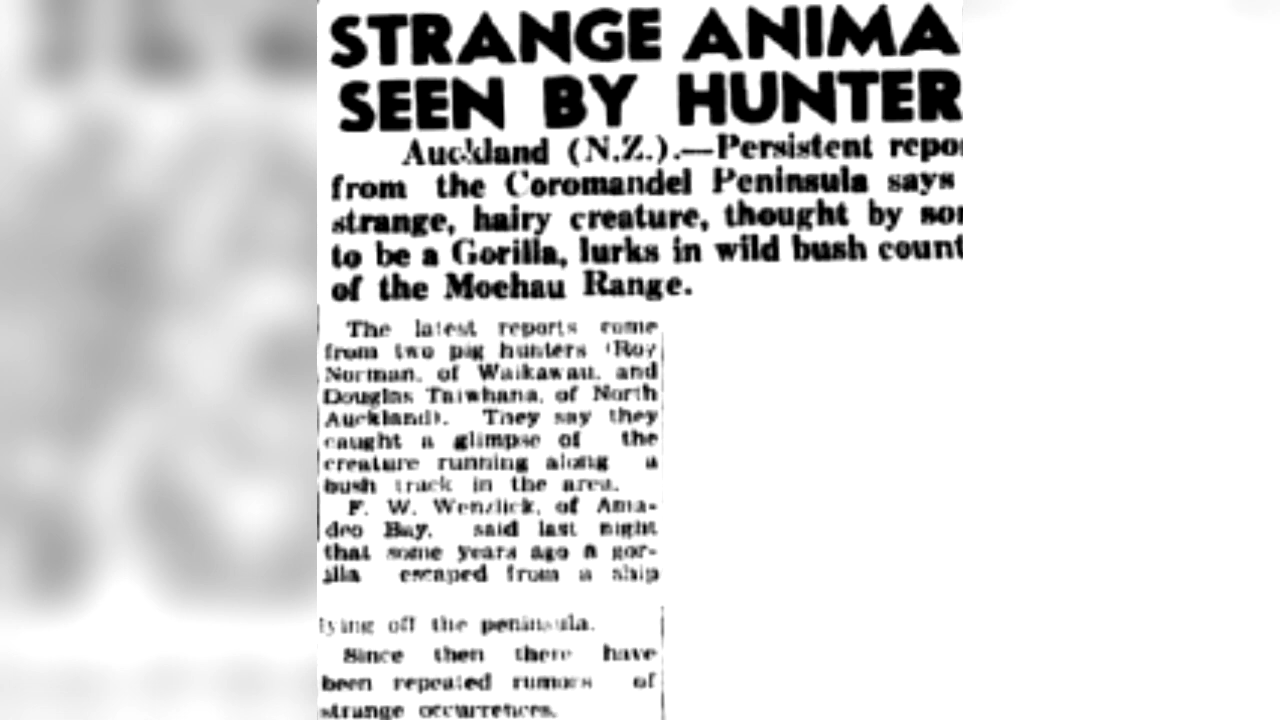 STRANGE ANIMA
SEEN BY HUNTER
Auckland (N.Z.).—Persistent repo
from the Coromandel Peninsula says
strange, hairy creature, thought by so
to be a Gorilla, lurks in wild bush count
of the Moehau Range.
The latest reports come
from two pig hunters (Roy
Norman, of Waikawau, and
Douglas Taiwhana, of North
Auckland). They say they
caught a glimpse of the
creature running along a
bush track in the area.
F. W. Wenzlick, of Ama-
deo Bay, said last night
that some years ago a gor-
illa escaped from a ship
lying off the peninsula.
Since then there have
been repeated rumors of
strange occurrences.